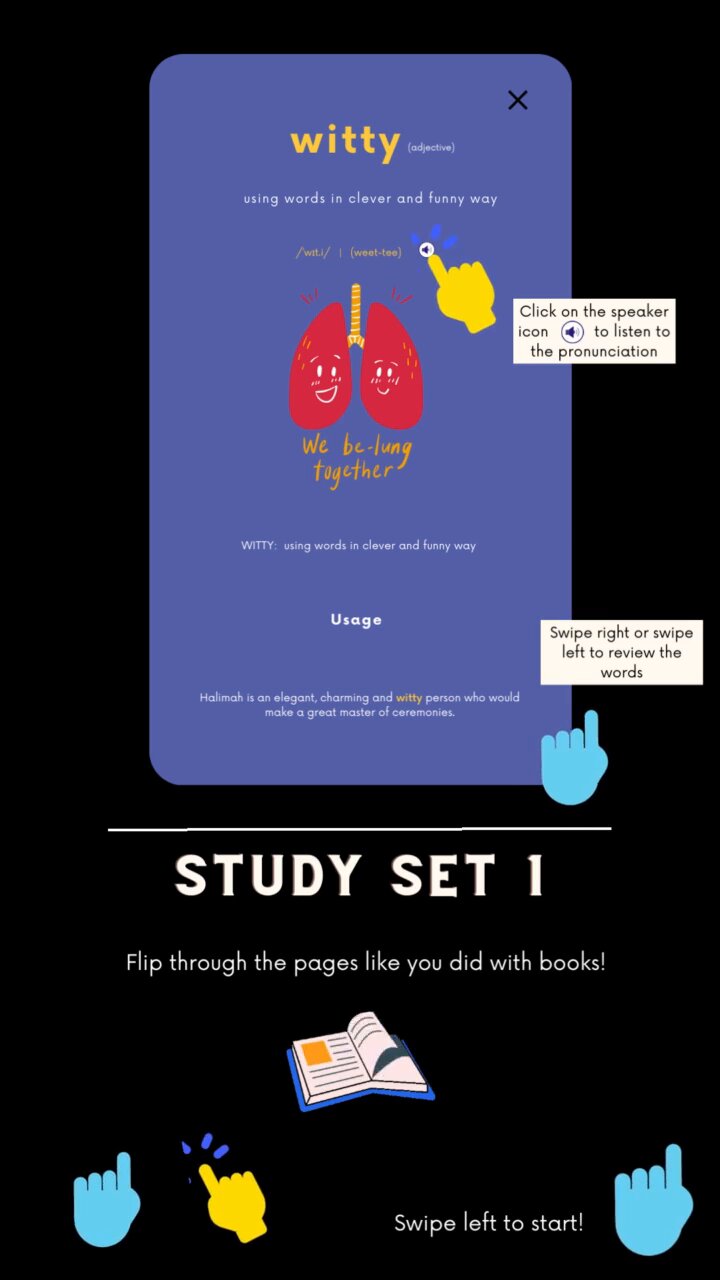 witty (adjective)
using words in clever and funny way
/'wɪt.i/ | (weet-tee)
Click on the speaker
icon to listen to
the pronunciation
We be-lung
together
WITTY: using words in clever and funny way
Usage
Swipe right or swipe
left to review the
words
Halimah is an elegant, charming and witty person who would
make a great master of ceremonies.
STUDY SET 1
Flip through the pages like you did with books!
Swipe left to start!